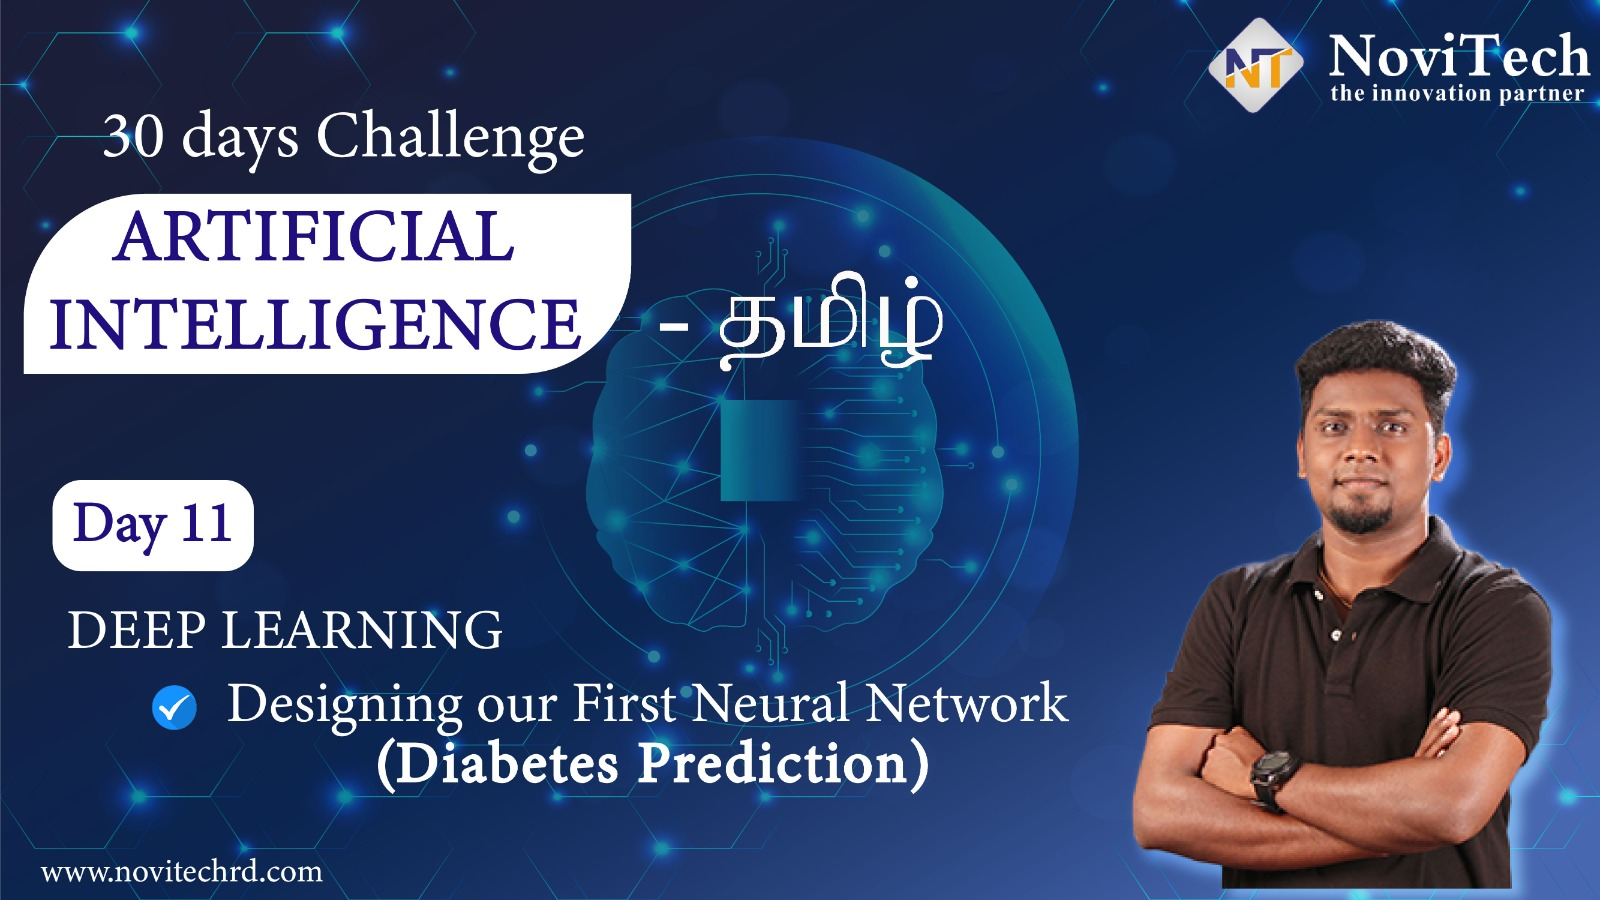 NT NoviTech
the innovation partner
30 days Challenge
ARTIFICIAL
INTELLIGENCE - தமிழ்
Day 11
DEEP LEARNING
Designing our First Neural Network
(Diabetes Prediction)
www.novitechrd.com